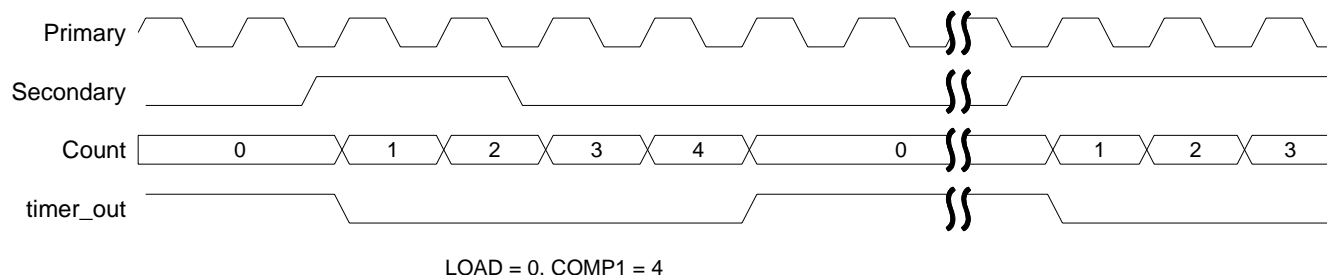 Primary
Secondary
Count 0 1 2 3 4 0 1 2 3
timer_out
LOAD = 0, COMP1 = 4